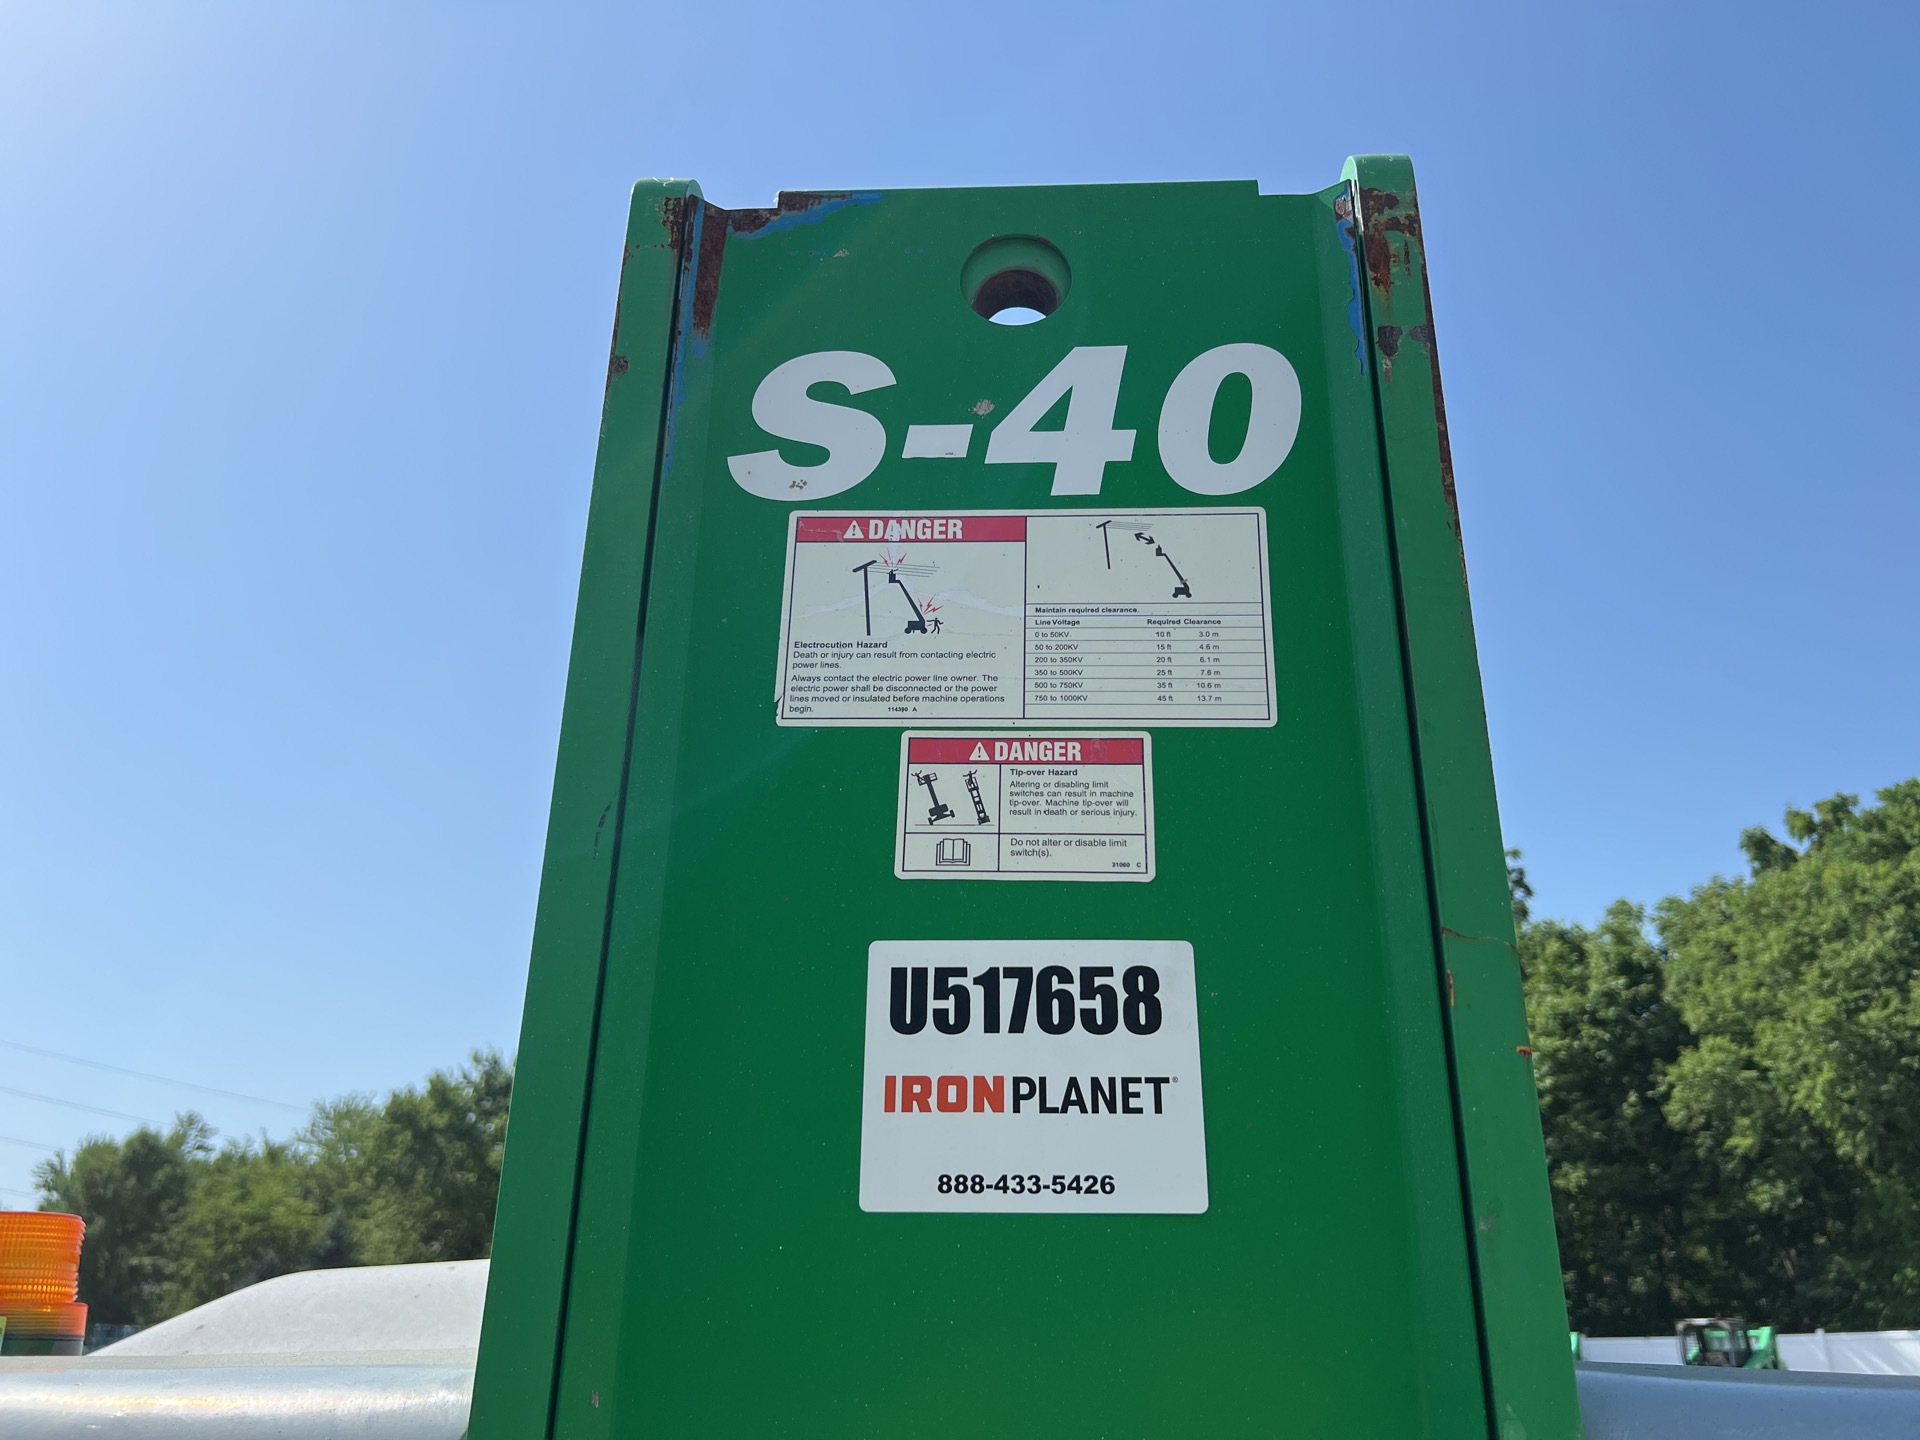 S-40
DANGER
Electrocution Hazard
Death or injury can result from contacting electric
power lines.
Always contact the electric power line owner. The
electric power shall be disconnected or the power
lines moved or insulated before machine operations
begin.
114390 A
Maintain required clearance.
Line Voltage Required Clearance
0 to 50KV 10 ft 3.0 m
50 to 200KV 15 ft 4.6 m
200 to 350KV 20 ft 6.1 m
350 to 500KV 25 ft 7.6 m
500 to 750KV 35 ft 10.6 m
750 to 1000KV 45 ft 13.7 m
DANGER
Tip-over Hazard
Altering or disabling limit
switches can result in machine
tip-over. Machine tip-over will
result in death or serious injury.
Do not alter or disable limit
switch(s).
31060 C
U517658
IRONPLANET®
888-433-5426